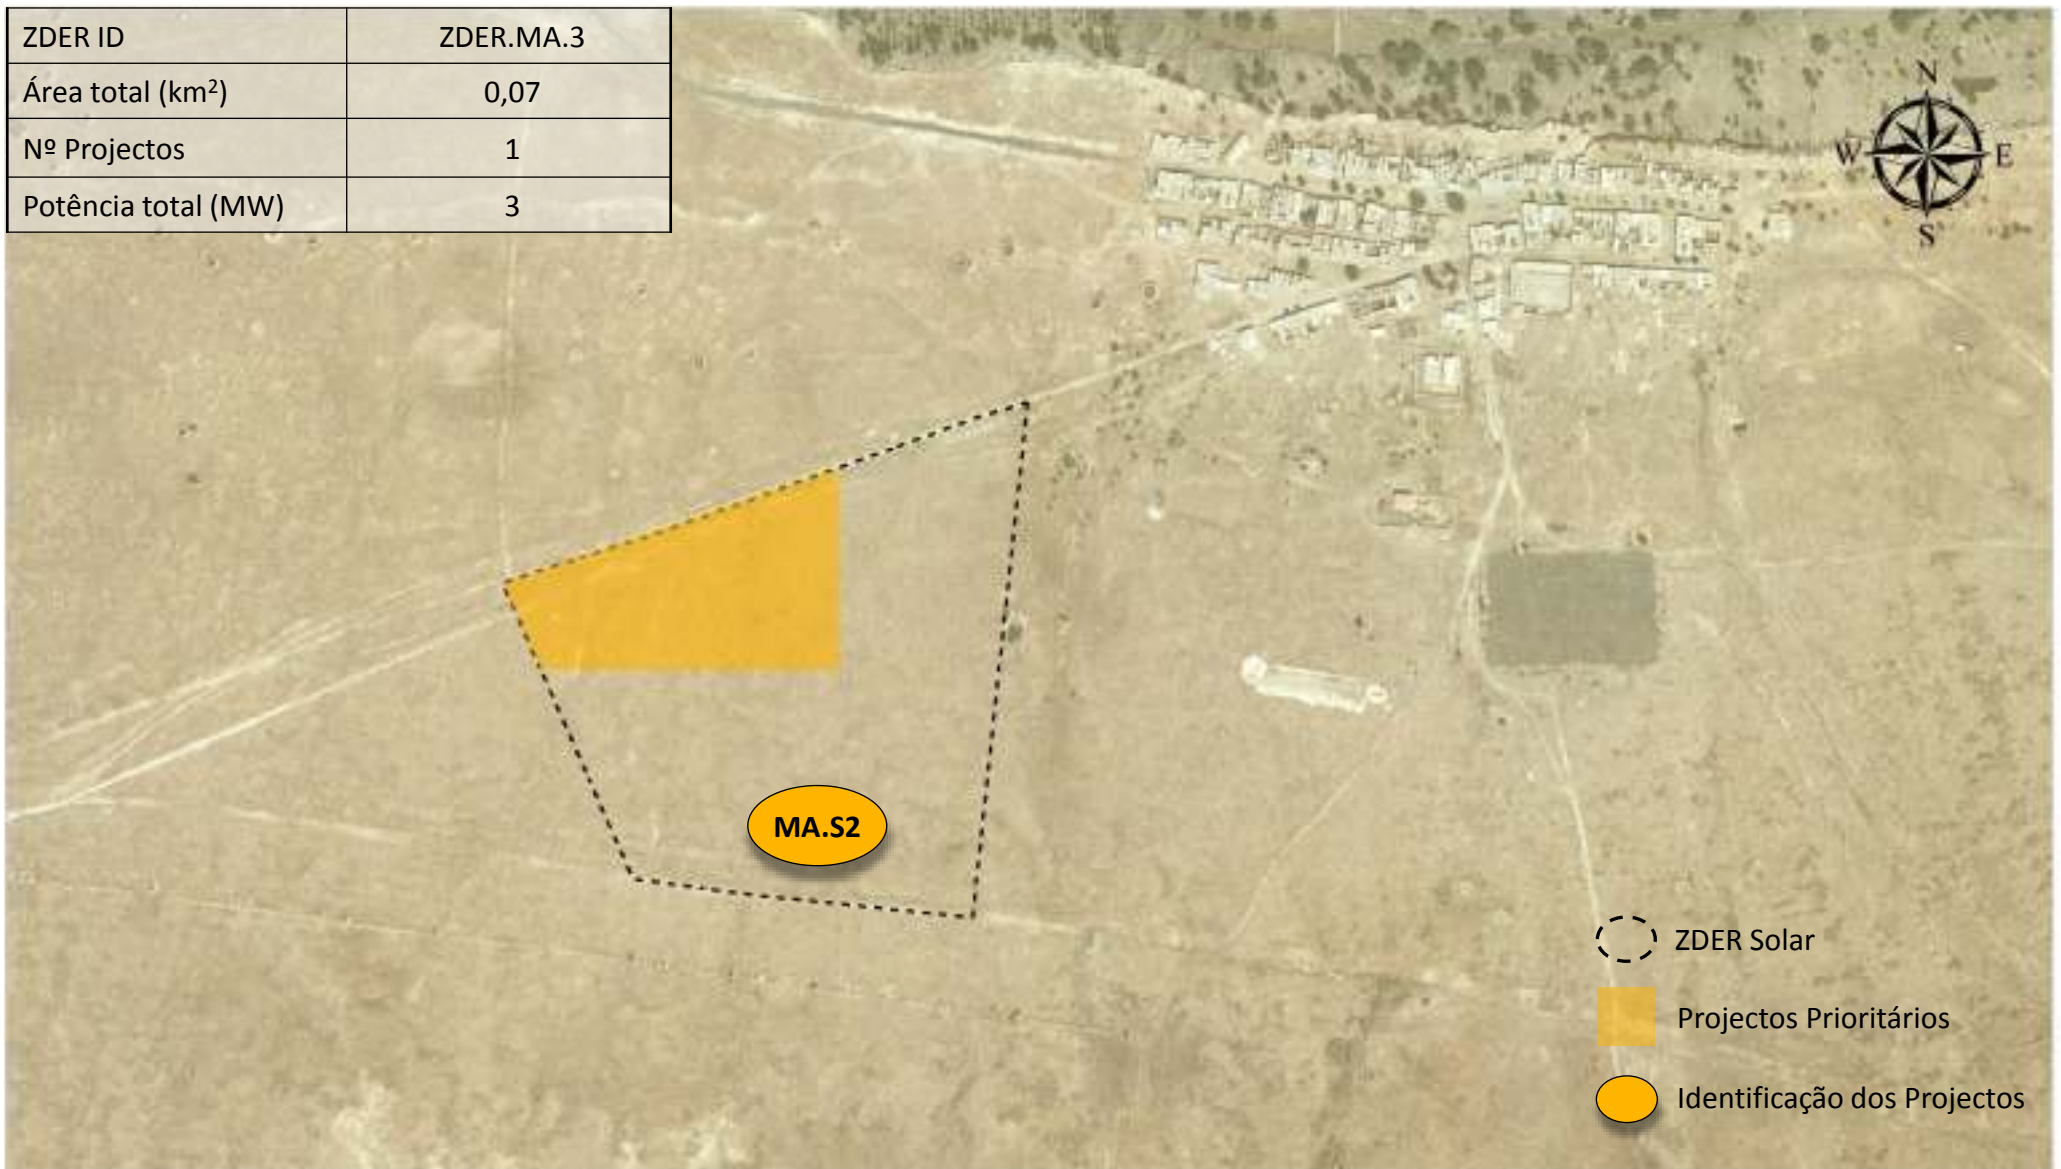 ZDER ID ZDER.MA.3
Área total (km²) 0,07
Nº Projectos 1
Potência total (MW) 3
N
W E
S
MA.S2
ZDER Solar
Projectos Prioritários
Identificação dos Projectos